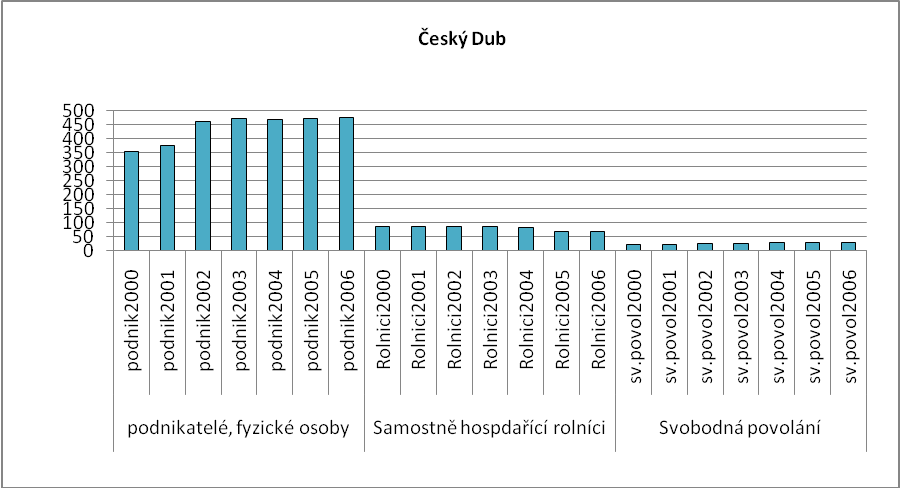 Český Dub
500
450
400
350
300
250
200
150
100
50
0
podnik2000
podnik2001
podnik2002
podnik2003
podnik2004
podnik2005
podnik2006
Rolnici2000
Rolnici2001
Rolnici2002
Rolnici2003
Rolnici2004
Rolnici2005
Rolnici2006
sv.povol2000
sv.povol2001
sv.povol2002
sv.povol2003
sv.povol2004
sv.povol2005
sv.povol2006
podnikatelé, fyzické osoby
Samostně hospdařící rolníci
Svobodná povolání